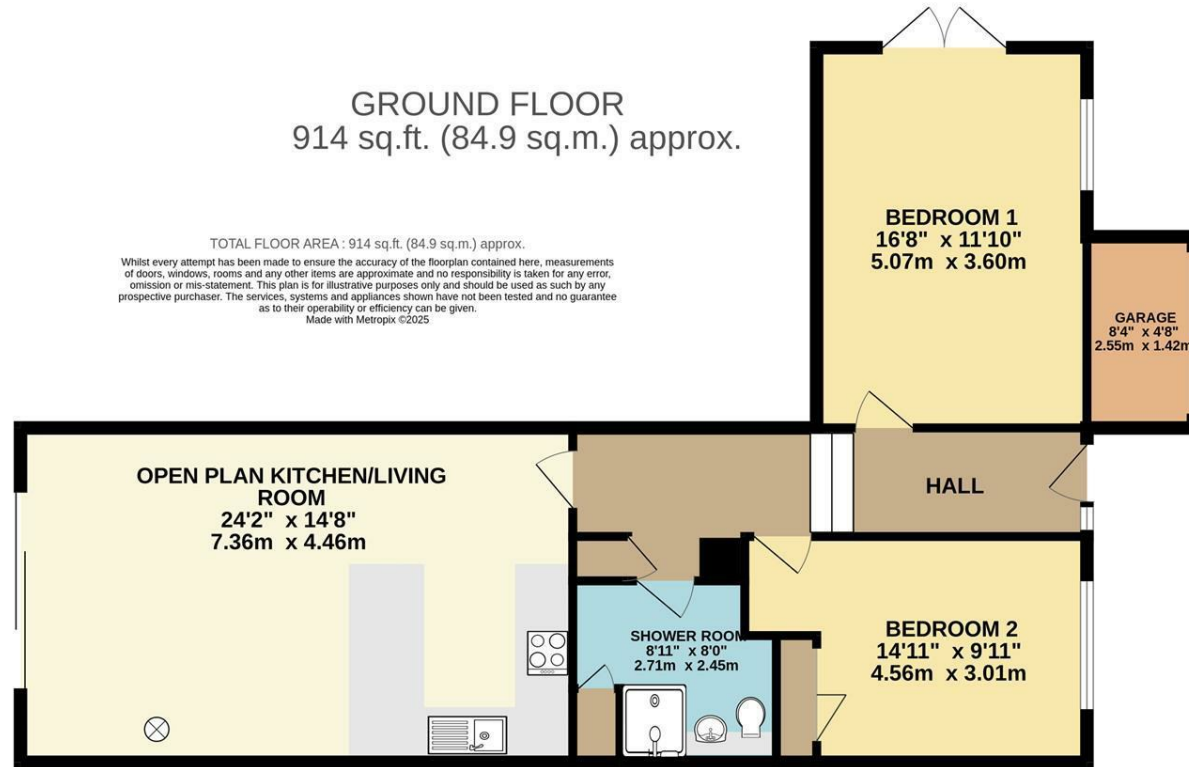 GROUND FLOOR
914 sq.ft. (84.9 sq.m.) approx.
TOTAL FLOOR AREA : 914 sq.ft. (84.9 sq.m.) approx.
Whilst every attempt has been made to ensure the accuracy of the floorplan contained here, measurements
of doors, windows, rooms and any other items are approximate and no responsibility is taken for any error,
omission or mis-statement. This plan is for illustrative purposes only and should be used as such by any
prospective purchaser. The services, systems and appliances shown have not been tested and no guarantee
as to their operability or efficiency can be given.
Made with Metropix ©2025
BEDROOM 1
16'8" x 11'10"
5.07m x 3.60m
GARAGE
8'4" x 4'8"
2.55m x 1.42m
OPEN PLAN KITCHEN/LIVING
ROOM
24'2" x 14'8"
7.36m x 4.46m
HALL
SHOWER ROOM
8'11" x 8'0"
2.71m x 2.45m
BEDROOM 2
14'11" x 9'11"
4.56m x 3.01m